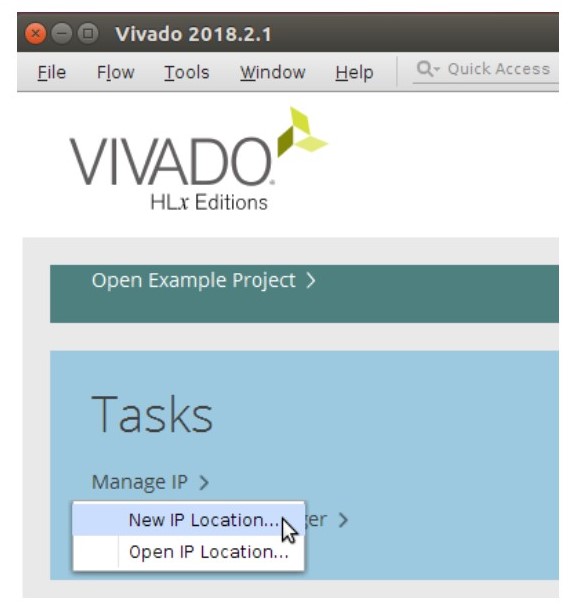 Vivado 2018.2.1
File Flow Tools Window Help Quick Access
VIVADO.
HLx Editions
Open Example Project >
Tasks
Manage IP >
New IP Location... er >
Open IP Location...